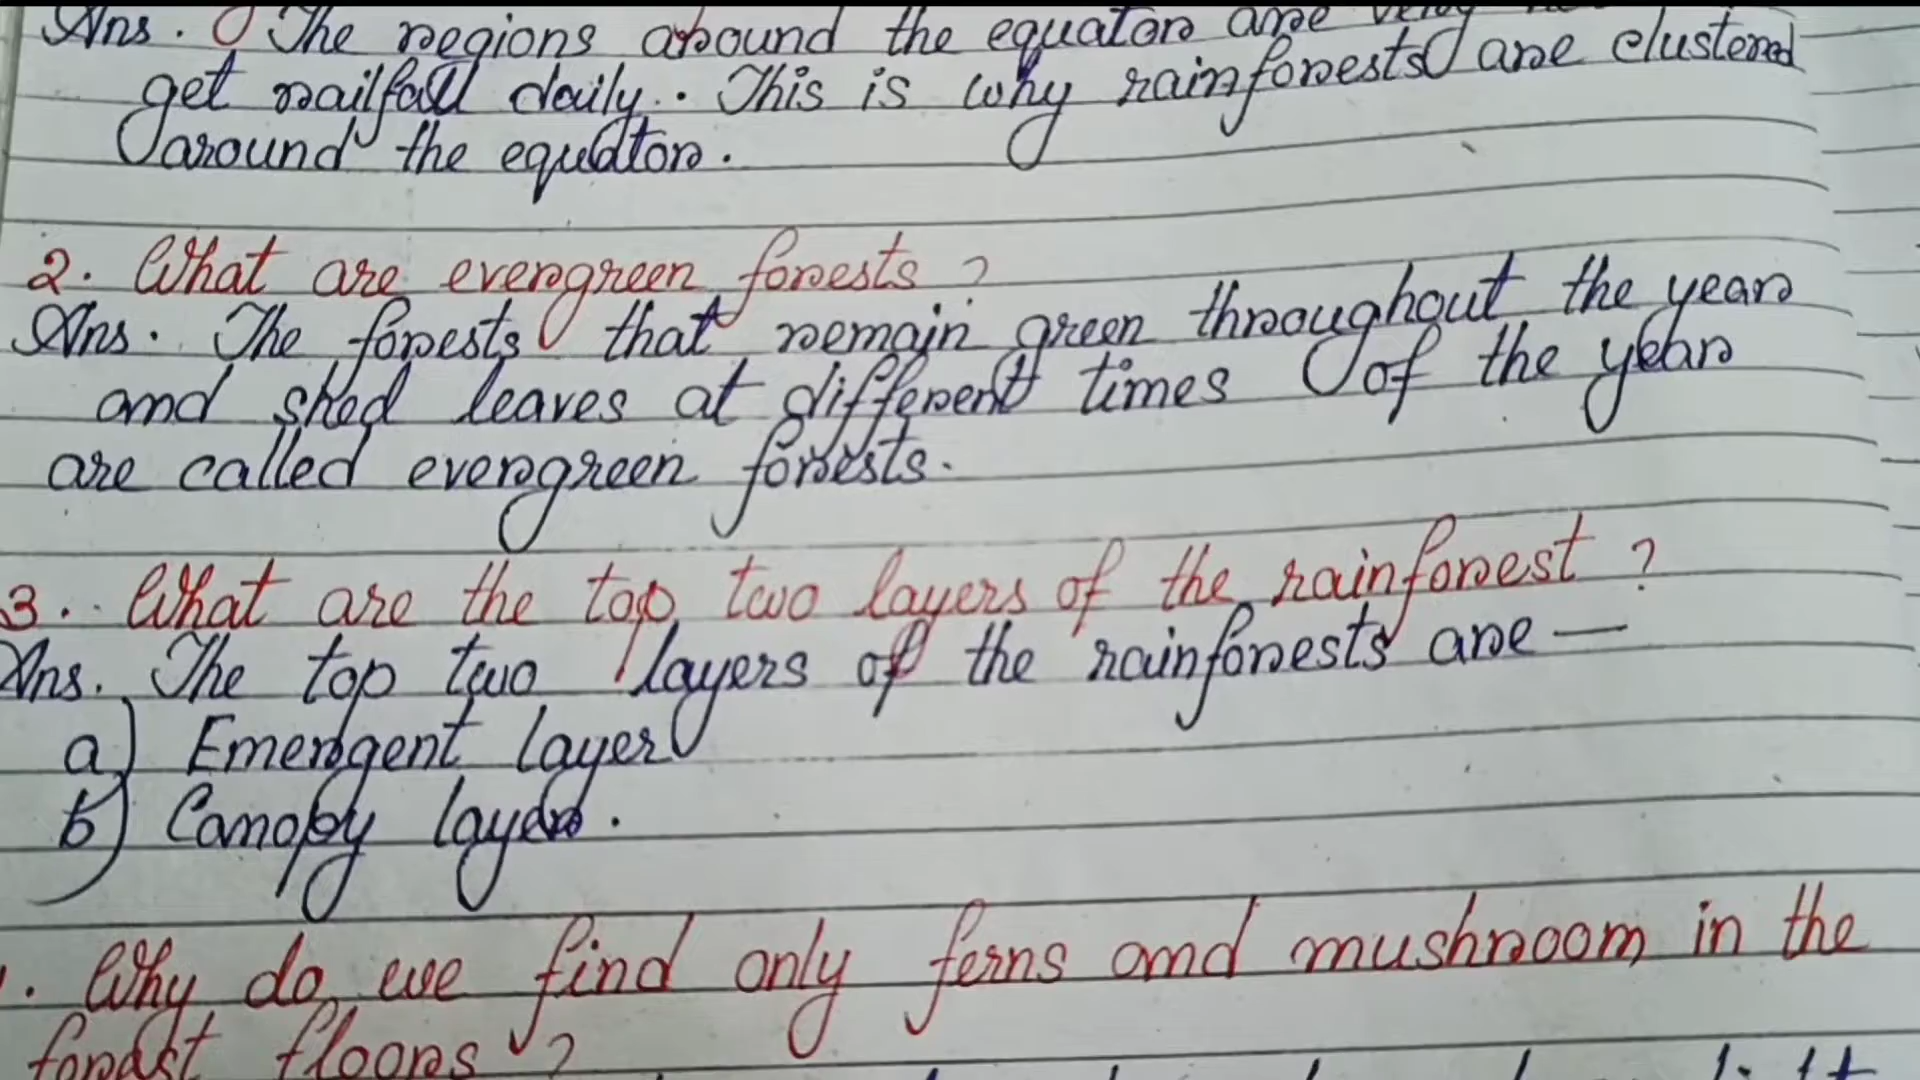 Ans. The regions around the equator are very
get railfall daily. This is why rainforests are clustered
around the equator.
2. What are evergreen forests ?
Ans. The forests that remain green throughout the year
and shed leaves at different times of the year
are called evergreen forests.
3. What are the top two layers of the rainforest ?
Ans. The top two layers of the rainforests are —
a) Emergent layer
b) Canopy layer.
. Why do we find only ferns and mushroom in the
forest floors ?